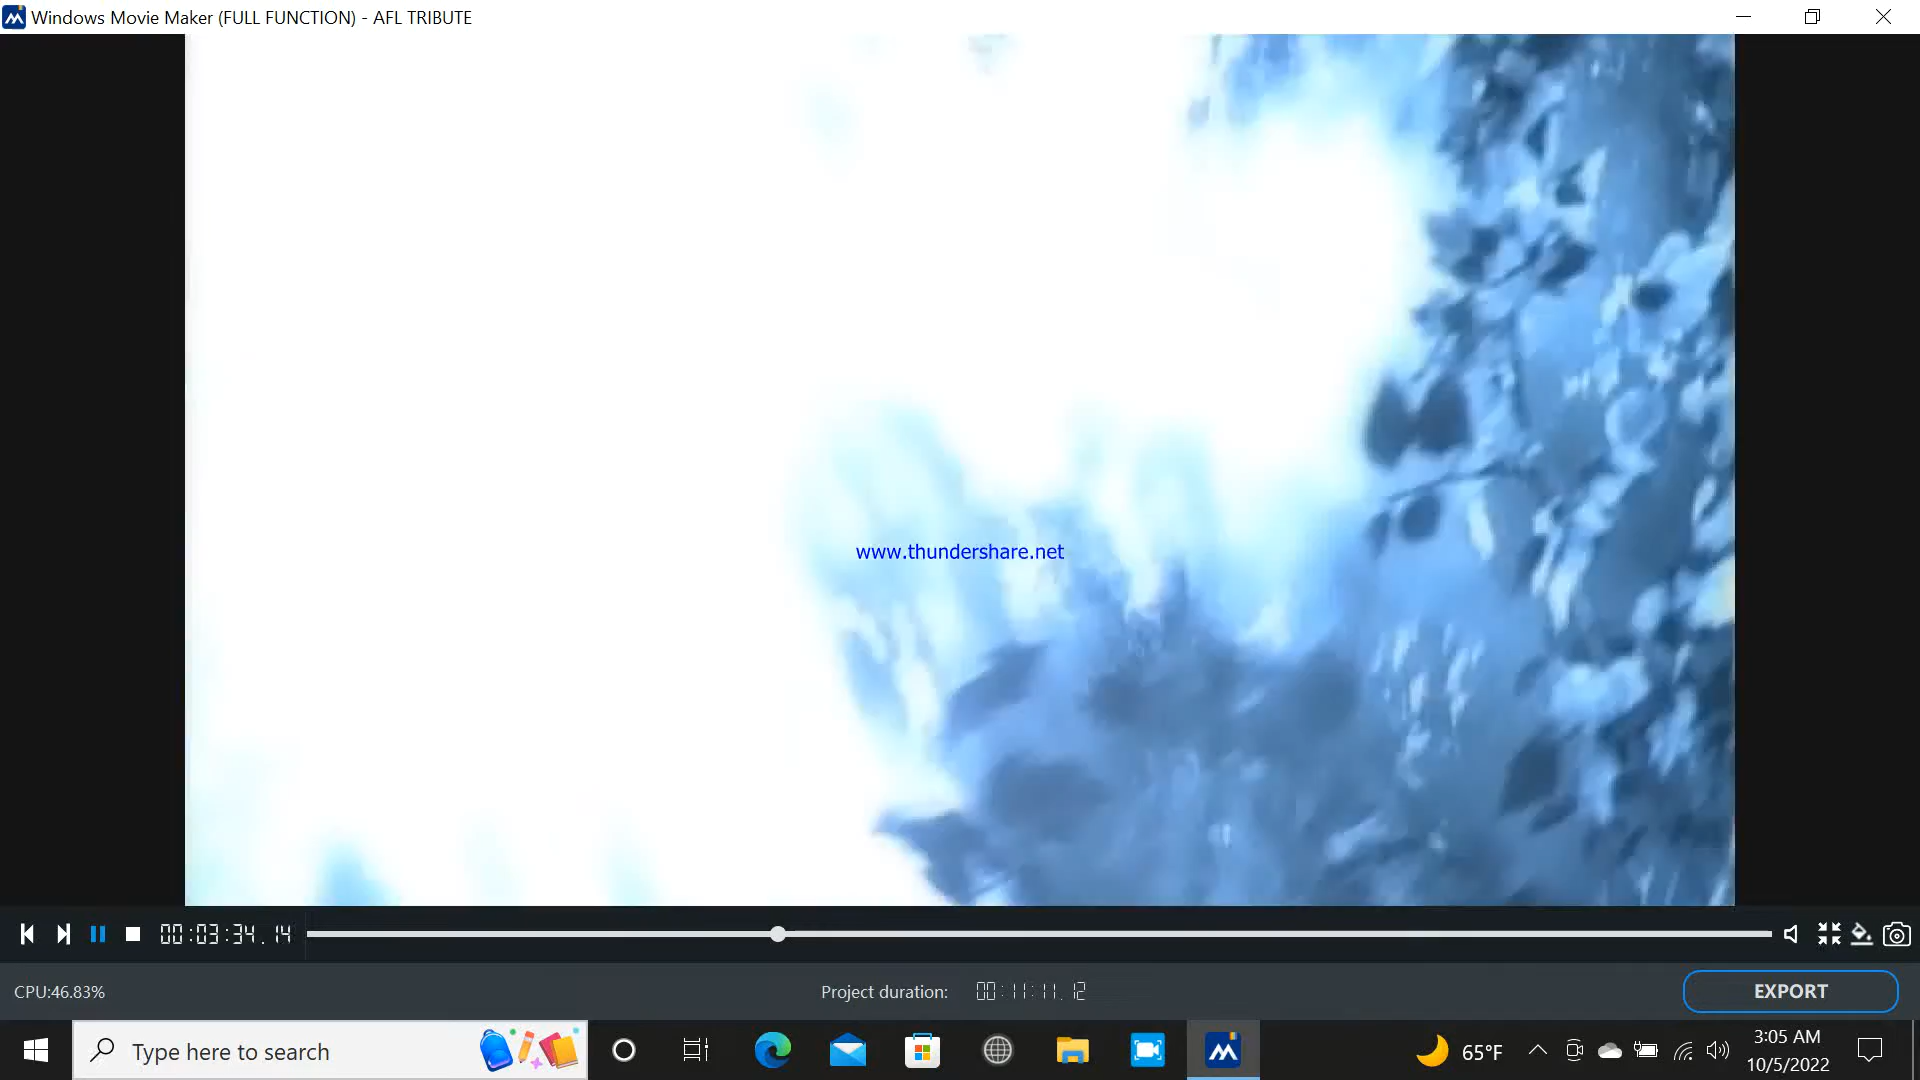 Windows Movie Maker (FULL FUNCTION) - AFL TRIBUTE
www.thundershare.net
00:03:34.14
CPU:46.83%
Project duration: 00:11:11.12
EXPORT
Type here to search
65°F
3:05 AM
10/5/2022